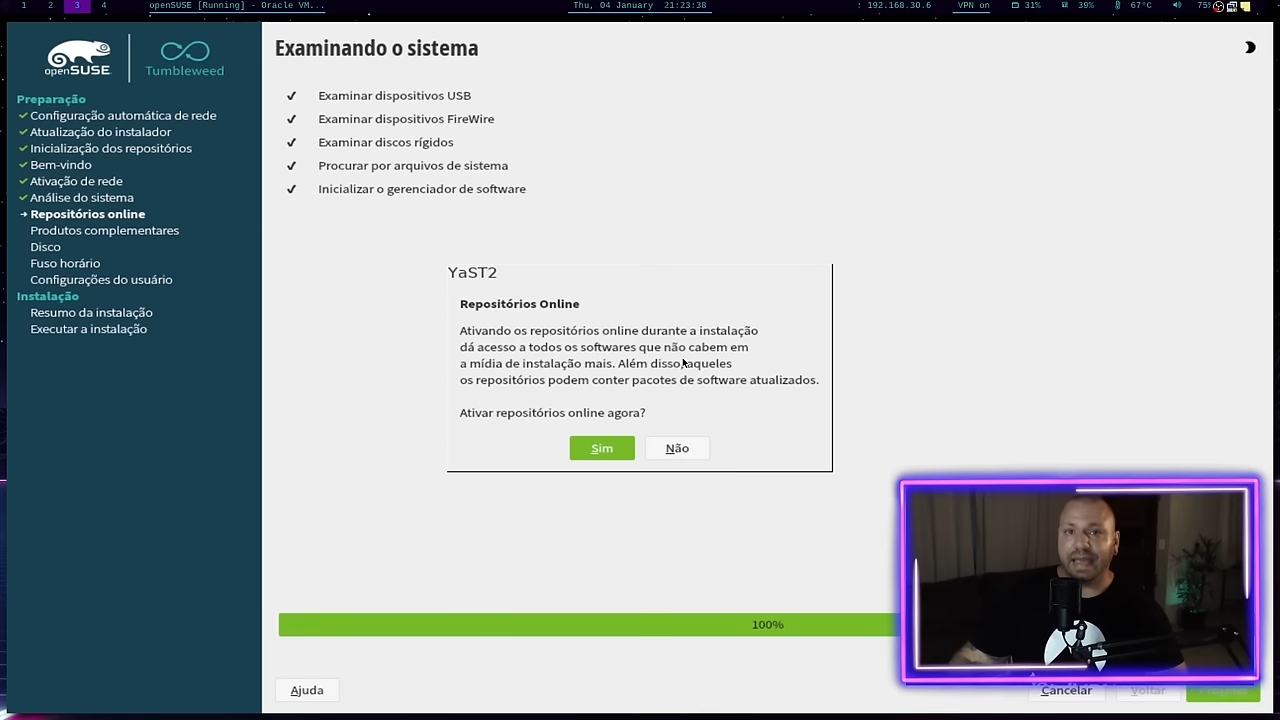 1 2 3 4 openSUSE [Running] - Oracle VM... Thu, 04 January 21:23:38 : 192.168.30.6 VPN on 31% 39% 67°C 75%
openSUSE Tumbleweed
Preparação
Configuração automática de rede
Atualização do instalador
Inicialização dos repositórios
Bem-vindo
Ativação de rede
Análise do sistema
Repositórios online
Produtos complementares
Disco
Fuso horário
Configurações do usuário
Instalação
Resumo da instalação
Executar a instalação
Examinando o sistema
Examinar dispositivos USB
Examinar dispositivos FireWire
Examinar discos rígidos
Procurar por arquivos de sistema
Inicializar o gerenciador de software
YaST2
Repositórios Online
Ativando os repositórios online durante a instalação
dá acesso a todos os softwares que não cabem em
a mídia de instalação mais. Além disso, aqueles
os repositórios podem conter pacotes de software atualizados.
Ativar repositórios online agora?
Sim Não
100%
Ajuda Cancelar Voltar